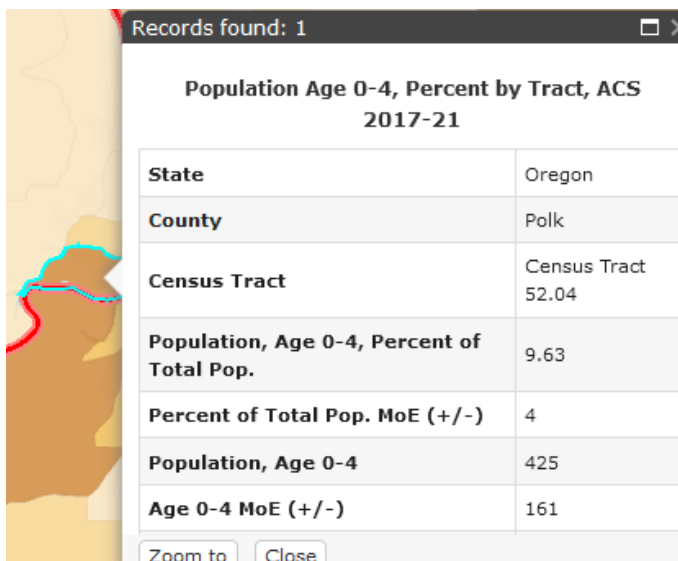 Records found: 1
Population Age 0-4, Percent by Tract, ACS
2017-21
State Oregon
County Polk
Census Tract Census Tract
52.04
Population, Age 0-4, Percent of
Total Pop. 9.63
Percent of Total Pop. MoE (+/-) 4
Population, Age 0-4 425
Age 0-4 MoE (+/-) 161
Zoom to Close